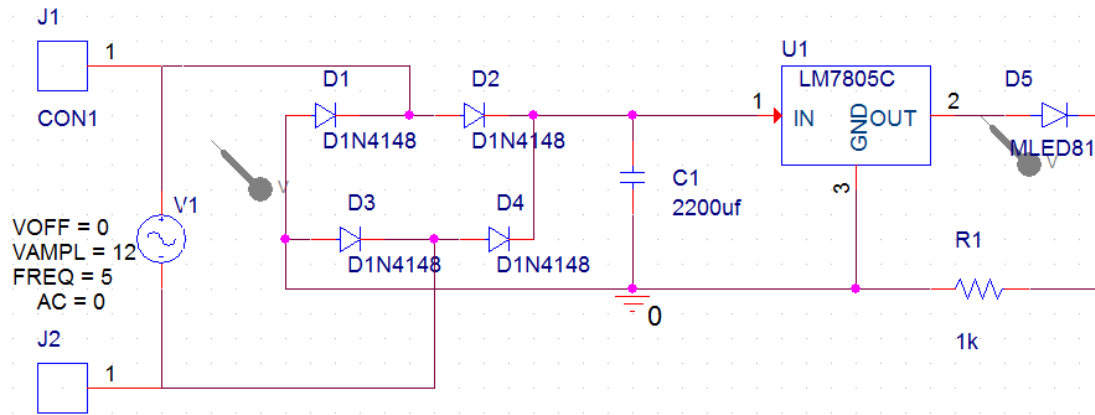 J1
1
CON1
D1
D1N4148
D2
D1N4148
U1
LM7805C
1
IN
GND
OUT
2
3
D5
MLED81
V
V
D3
D1N4148
D4
D1N4148
C1
2200uf
V1
VOFF = 0
VAMPL = 12
FREQ = 5
AC = 0
R1
1k
0
J2
1